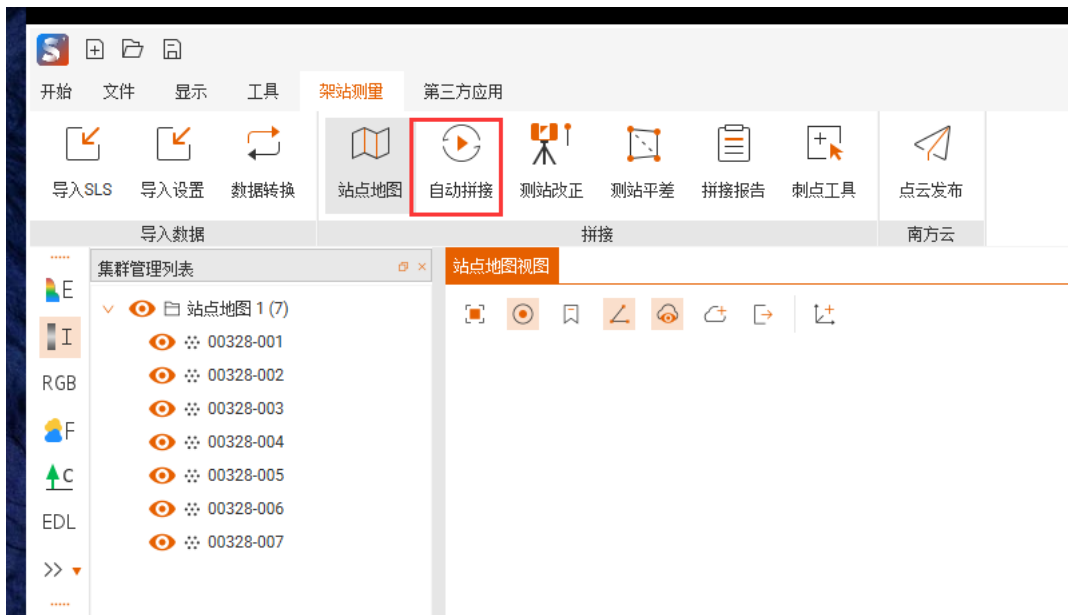 开始 文件 显示 工具 架站测量 第三方应用
导入SLS 导入设置 数据转换 站点地图 自动拼接 测站改正 测站平差 拼接报告 刺点工具 点云发布
导入数据 拼接 南方云
集群管理列表 站点地图视图
E
站点地图 1 (7)
I
00328-001
00328-002
RGB
00328-003
F
00328-004
C
00328-005
EDL
00328-006
00328-007